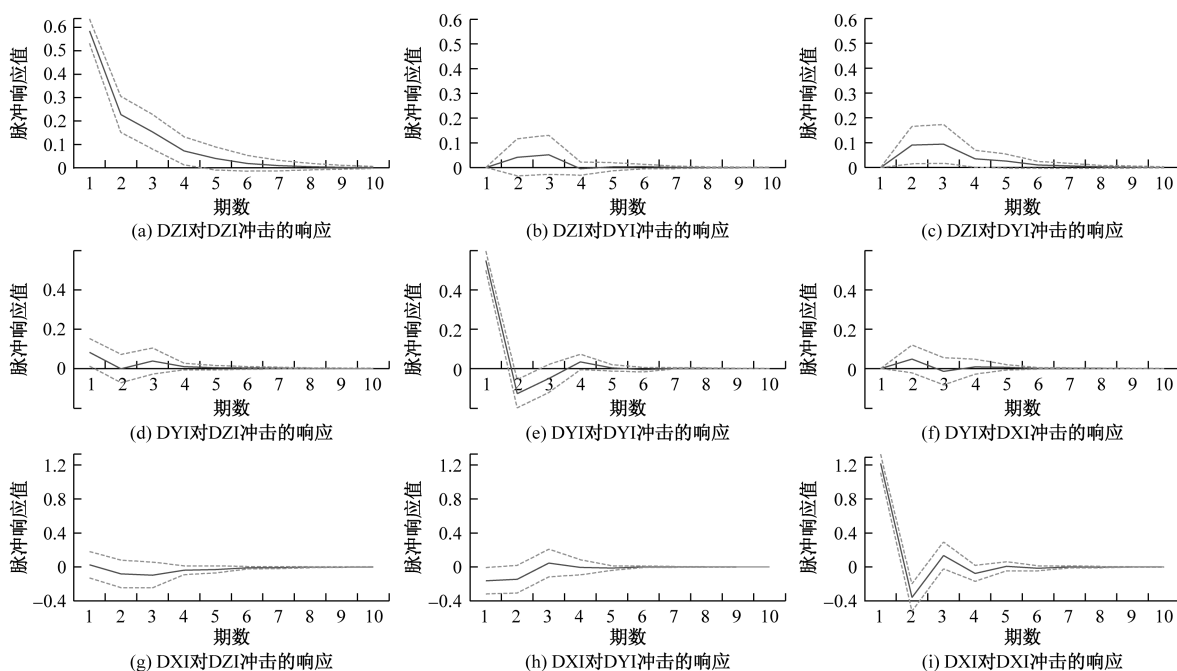 脉冲响应值
0.6
0.5
0.4
0.3
0.2
0.1
0
1 2 3 4 5 6 7 8 9 10
期数
(a) DZI对DZI冲击的响应
脉冲响应值
0.6
0.5
0.4
0.3
0.2
0.1
0
1 2 3 4 5 6 7 8 9 10
期数
(b) DZI对DYI冲击的响应
脉冲响应值
0.6
0.5
0.4
0.3
0.2
0.1
0
1 2 3 4 5 6 7 8 9 10
期数
(c) DZI对DYI冲击的响应
脉冲响应值
0.4
0.2
0
1 2 3 4 5 6 7 8 9 10
期数
(d) DYI对DZI冲击的响应
脉冲响应值
0.4
0.2
0
1 2 3 4 5 6 7 8 9 10
期数
(e) DYI对DYI冲击的响应
脉冲响应值
0.4
0.2
0
1 2 3 4 5 6 7 8 9 10
期数
(f) DYI对DXI冲击的响应
脉冲响应值
1.2
0.8
0.4
0
–0.4
1 2 3 4 5 6 7 8 9 10
期数
(g) DXI对DZI冲击的响应
脉冲响应值
1.2
0.8
0.4
0
–0.4
1 2 3 4 5 6 7 8 9 10
期数
(h) DXI对DYI冲击的响应
脉冲响应值
1.2
0.8
0.4
0
–0.4
1 2 3 4 5 6 7 8 9 10
期数
(i) DXI对DXI冲击的响应